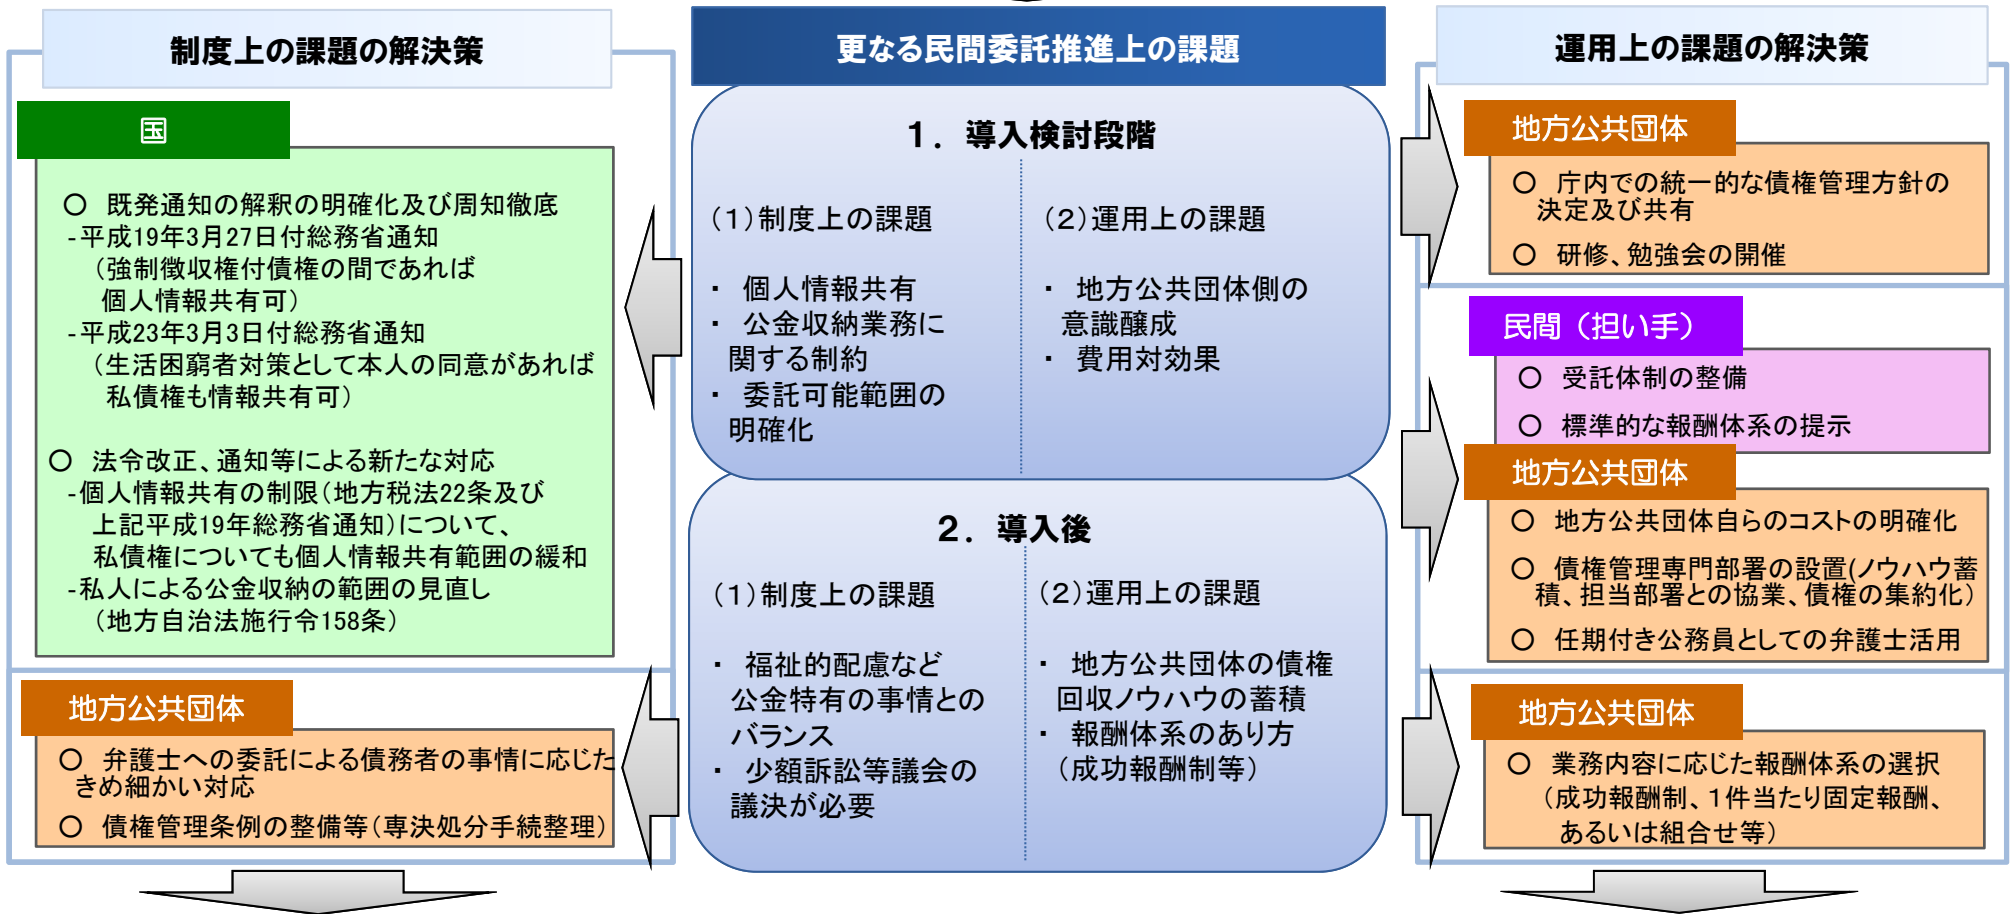 制度上の課題の解決策
国
○ 既発通知の解釈の明確化及び周知徹底
-平成19年3月27日付総務省通知
（強制徴収権付債権の間であれば
個人情報共有可）
-平成23年3月3日付総務省通知
（生活困窮者対策として本人の同意があれば
私債権も情報共有可）
○ 法令改正、通知等による新たな対応
-個人情報共有の制限（地方税法22条及び
上記平成19年総務省通知）について、
私債権についても個人情報共有範囲の緩和
-私人による公金収納の範囲の見直し
（地方自治法施行令158条）
地方公共団体
○ 弁護士への委託による債務者の事情に応じた
きめ細かい対応
○ 債権管理条例の整備等（専決処分手続整理）
更なる民間委託推進上の課題
１．導入検討段階
（１）制度上の課題
・ 個人情報共有
・ 公金収納業務に
関する制約
・ 委託可能範囲の
明確化
（２）運用上の課題
・ 地方公共団体側の
意識醸成
・ 費用対効果
２．導入後
（１）制度上の課題
・ 福祉的配慮など
公金特有の事情との
バランス
・ 少額訴訟等議会の
議決が必要
（２）運用上の課題
・ 地方公共団体の債権
回収ノウハウの蓄積
・ 報酬体系のあり方
（成功報酬制等）
運用上の課題の解決策
地方公共団体
○ 庁内での統一的な債権管理方針の
決定及び共有
○ 研修、勉強会の開催
民間（担い手）
○ 受託体制の整備
○ 標準的な報酬体系の提示
地方公共団体
○ 地方公共団体自らのコストの明確化
○ 債権管理専門部署の設置(ノウハウ蓄
積、担当部署との協業、債権の集約化）
○ 任期付き公務員としての弁護士活用
地方公共団体
○ 業務内容に応じた報酬体系の選択
（成功報酬制、１件当たり固定報酬、
あるいは組合せ等）